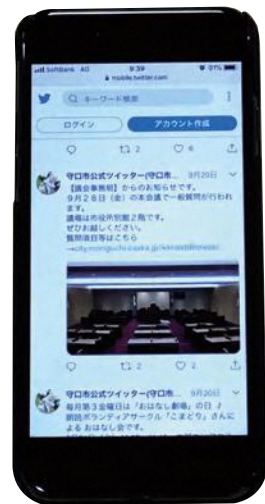 SoftBank 4G 9:39 31%
mobile.twitter.com
キーワード検索
ログイン アカウント作成
2 6
守口市公式ツイッター(守口市... 9月20日
【議会事務局】からのお知らせです。
9月28日（金）の本会議で一般質問が行われ
ます。
議場は市役所別館2階です。
ぜひお越しください。
質問項目等はこちら
2 2
守口市公式ツイッター(守口市... 9月20日
毎月第3金曜日は「おはなし劇場」の日♪
朗読ボランティアサークル「こまどり」さんに
よる おはなし会です。